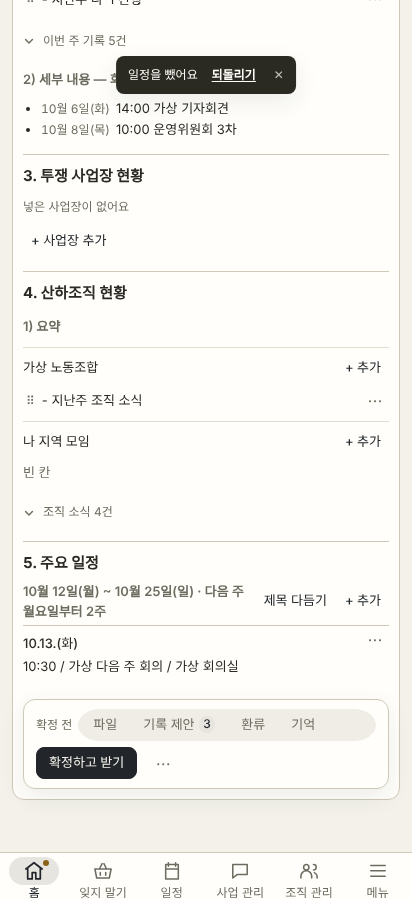 이번 주 기록 5건
일정을 뺐어요 되돌리기 ×
2) 세부 내용 —
• 10월 6일(화) 14:00 가상 기자회견
• 10월 8일(목) 10:00 운영위원회 3차
3. 투쟁 사업장 현황
넣은 사업장이 없어요
+ 사업장 추가
4. 산하조직 현황
1) 요약
가상 노동조합 + 추가
⠿ - 지난주 조직 소식 ···
나 지역 모임 + 추가
빈 칸
조직 소식 4건
5. 주요 일정
10월 12일(월) ~ 10월 25일(일) · 다음 주
월요일부터 2주
제목 다듬기 + 추가
10.13.(화) ···
10:30 / 가상 다음 주 회의 / 가상 회의실
확정 전 파일 기록 제안 3 환류 기억
확정하고 받기 ···
홈 잊지 말기 일정 사업 관리 조직 관리 메뉴